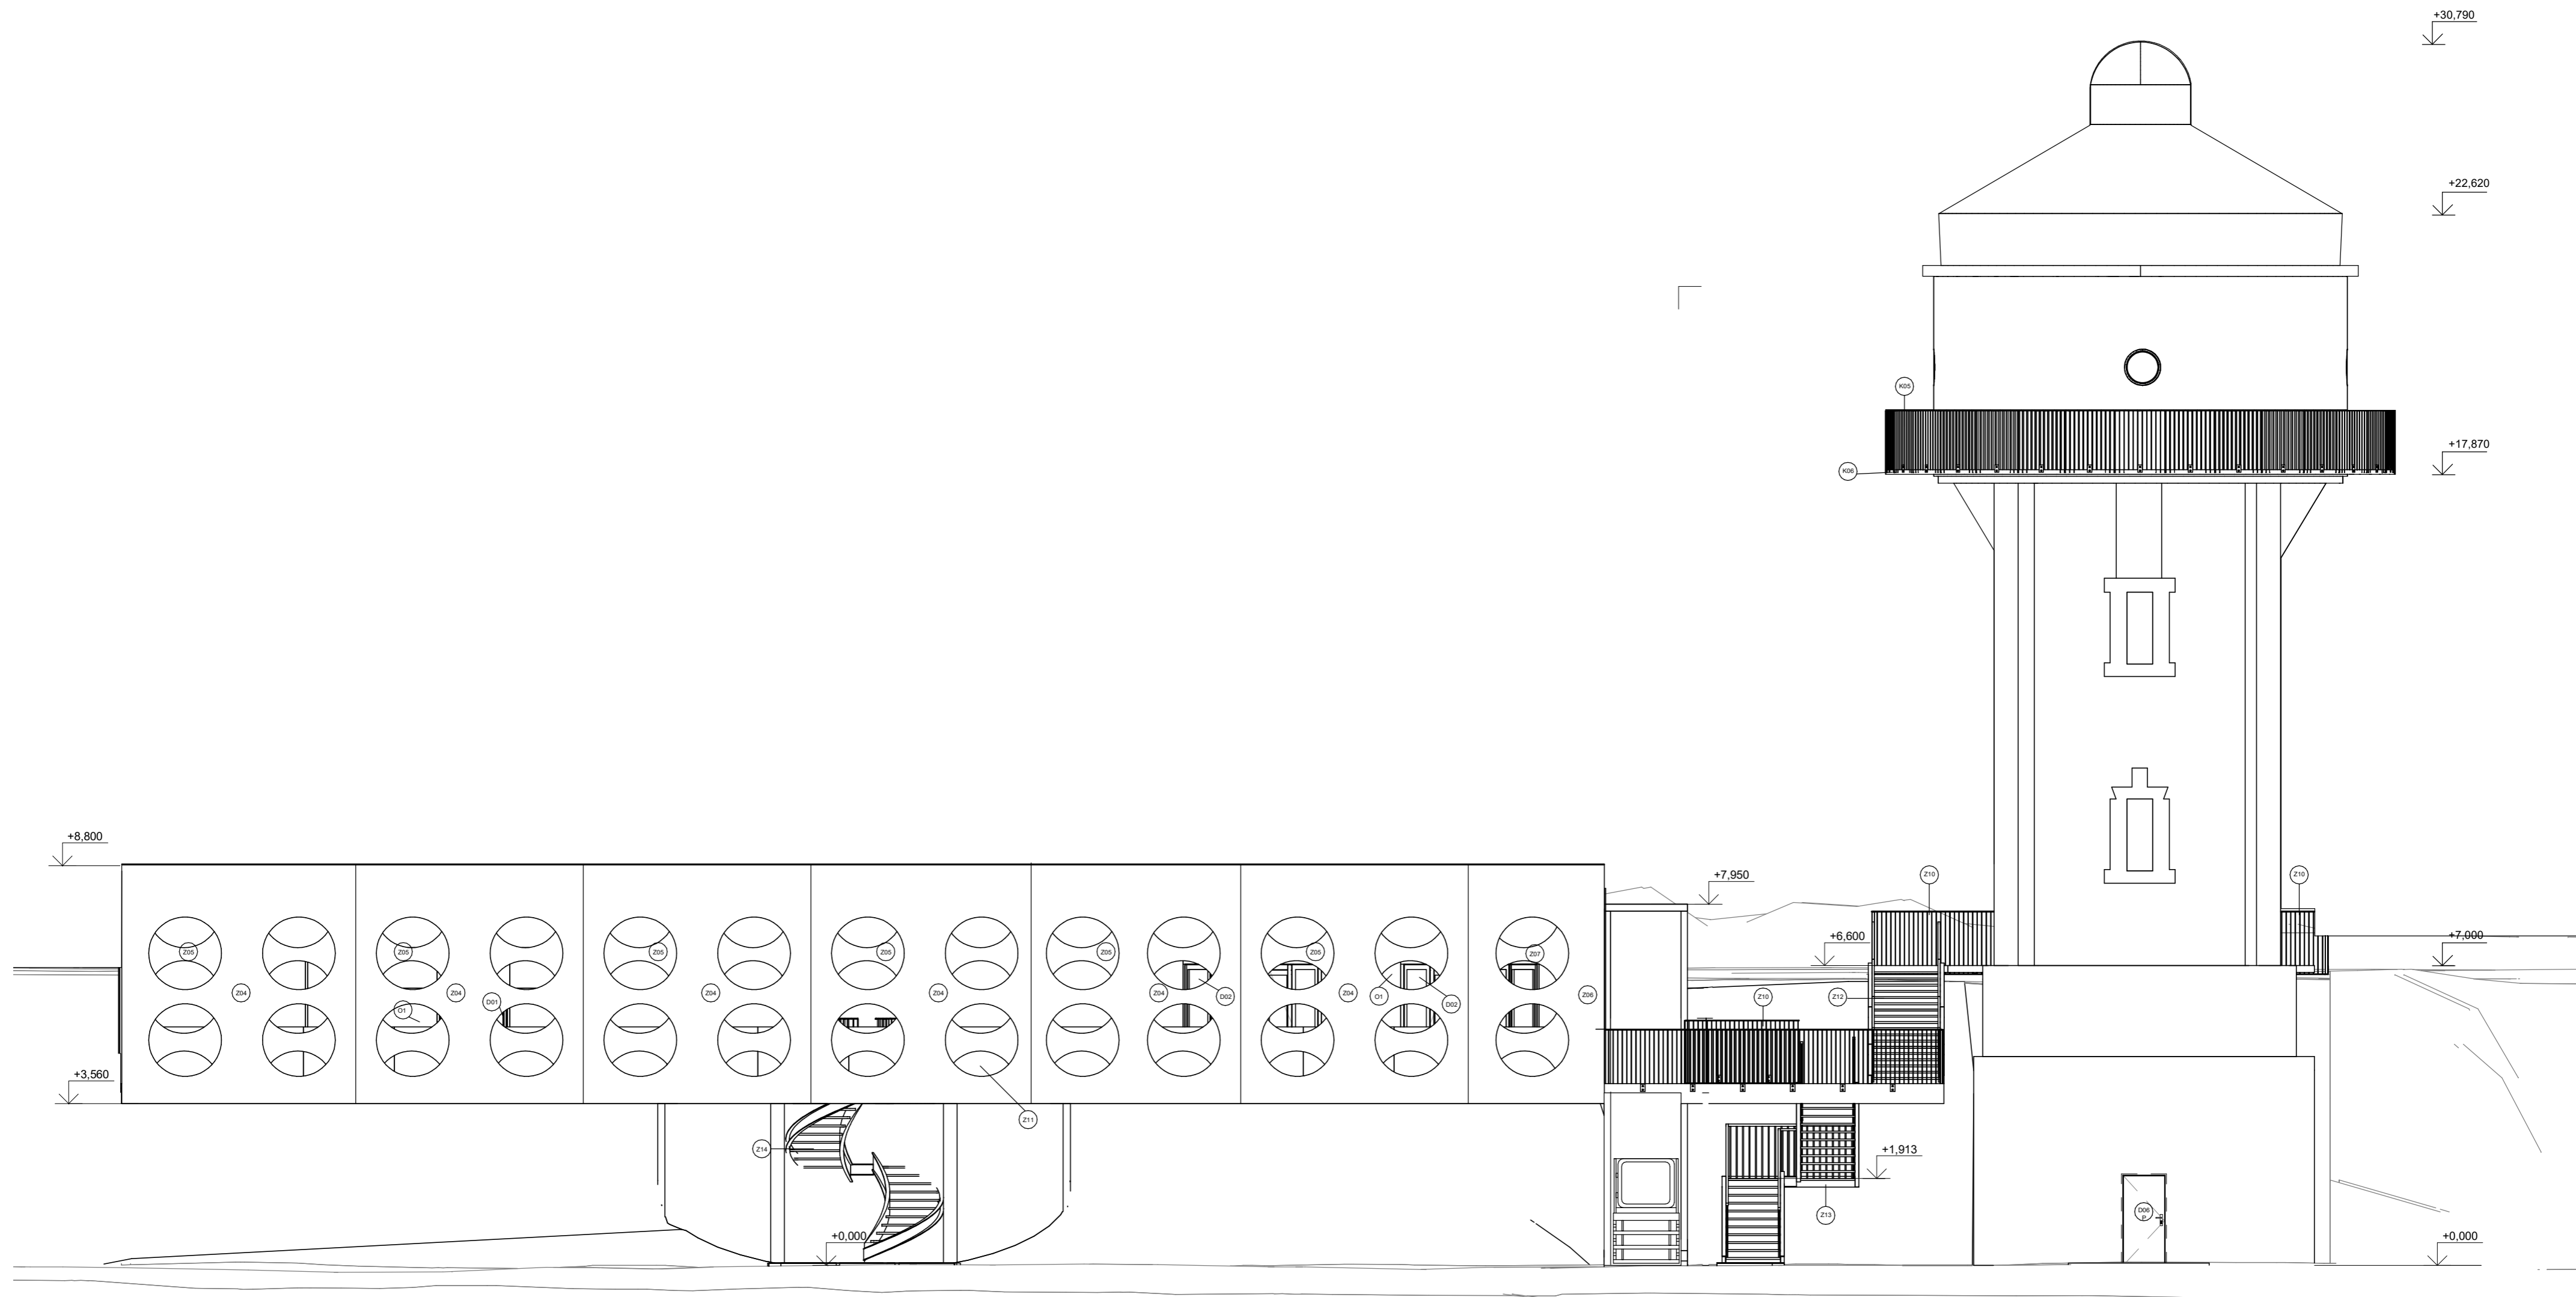 +30,790
+22,620
K05
+17,870
K06
+8,800
+7,950
Z10
Z10
+6,600
+7,000
Z05
Z05
Z05
Z05
Z05
Z05
Z07
Z04
O1
Z04
D01
Z04
Z04
Z04
D02
Z04
O1
D02
Z06
Z10
Z12
+3,560
Z11
Z14
+1,913
Z13
D06
P
+0,000
+0,000